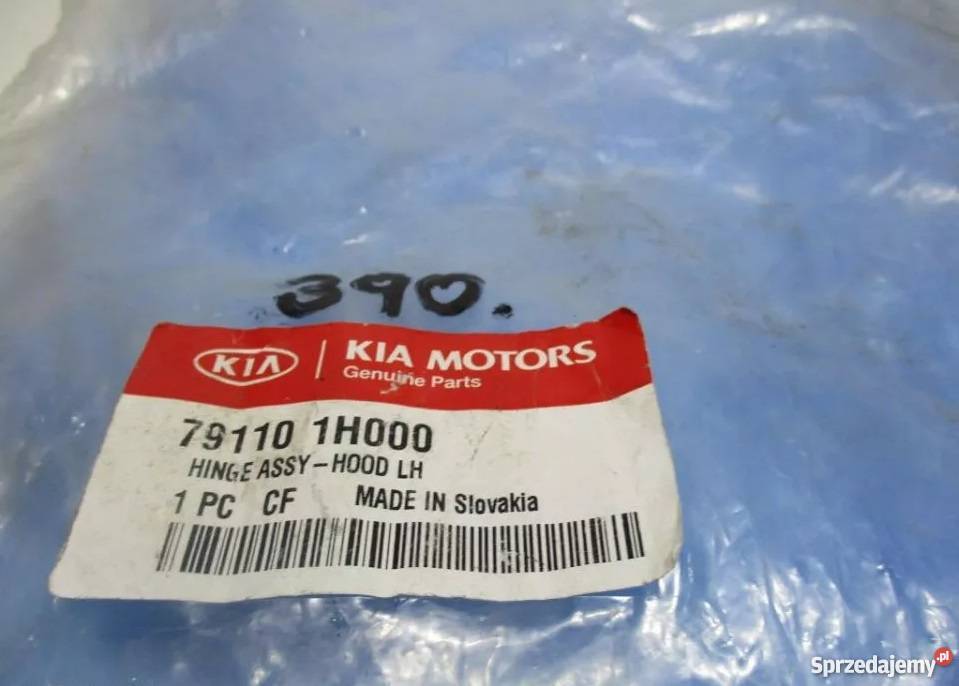 390.
KIA | KIA MOTORS
Genuine Parts
79110 1H000
HINGE ASSY-HOOD LH
1 PC CF MADE IN Slovakia
Sprzedajemy.pl